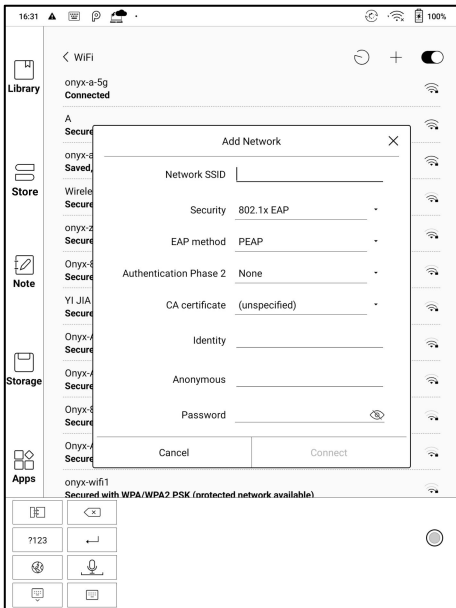 16:31
100%
WiFi
Library
onyx-a-5g
Connected
A
Secure
onyx-a
Saved,
Store
Wirele
Secure
onyx-z
Secure
Onyx-8
Secure
Note
YI JIA
Secure
Onyx-A
Secure
Storage
Onyx-A
Secure
Onyx-8
Secure
Onyx-A
Secure
Apps
onyx-wifi1
Secured with WPA/WPA2 PSK (protected network available)
Add Network
Network SSID
Security 802.1x EAP
EAP method PEAP
Authentication Phase 2 None
CA certificate (unspecified)
Identity
Anonymous
Password
Cancel Connect
?123